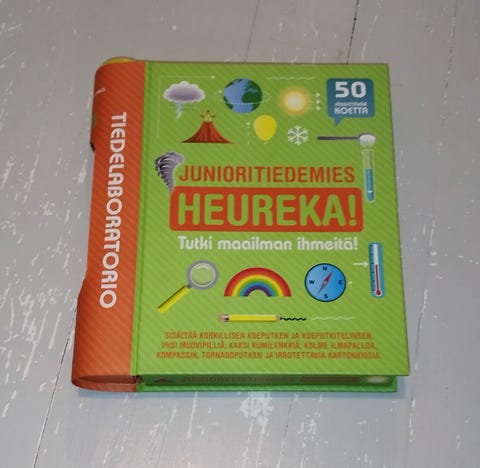 TIEDELABORATORIO
50
KOETTA
JUNIORITIEDEMIES
HEUREKA!
Tutki maailman ihmeitä!
N
W E
S
SISÄLTÄÄ KORKILLISEN KOEPUTKEN JA KOEPUTKITELINEEN,
VIISI MUOVIPILLIÄ, KAKSI KUMILENKKIÄ, KOLME ILMAPALLOA,
KOMPASSIN, TORNADOPUTKEN JA IRROTETTAVIA KARTONKIOSIA.